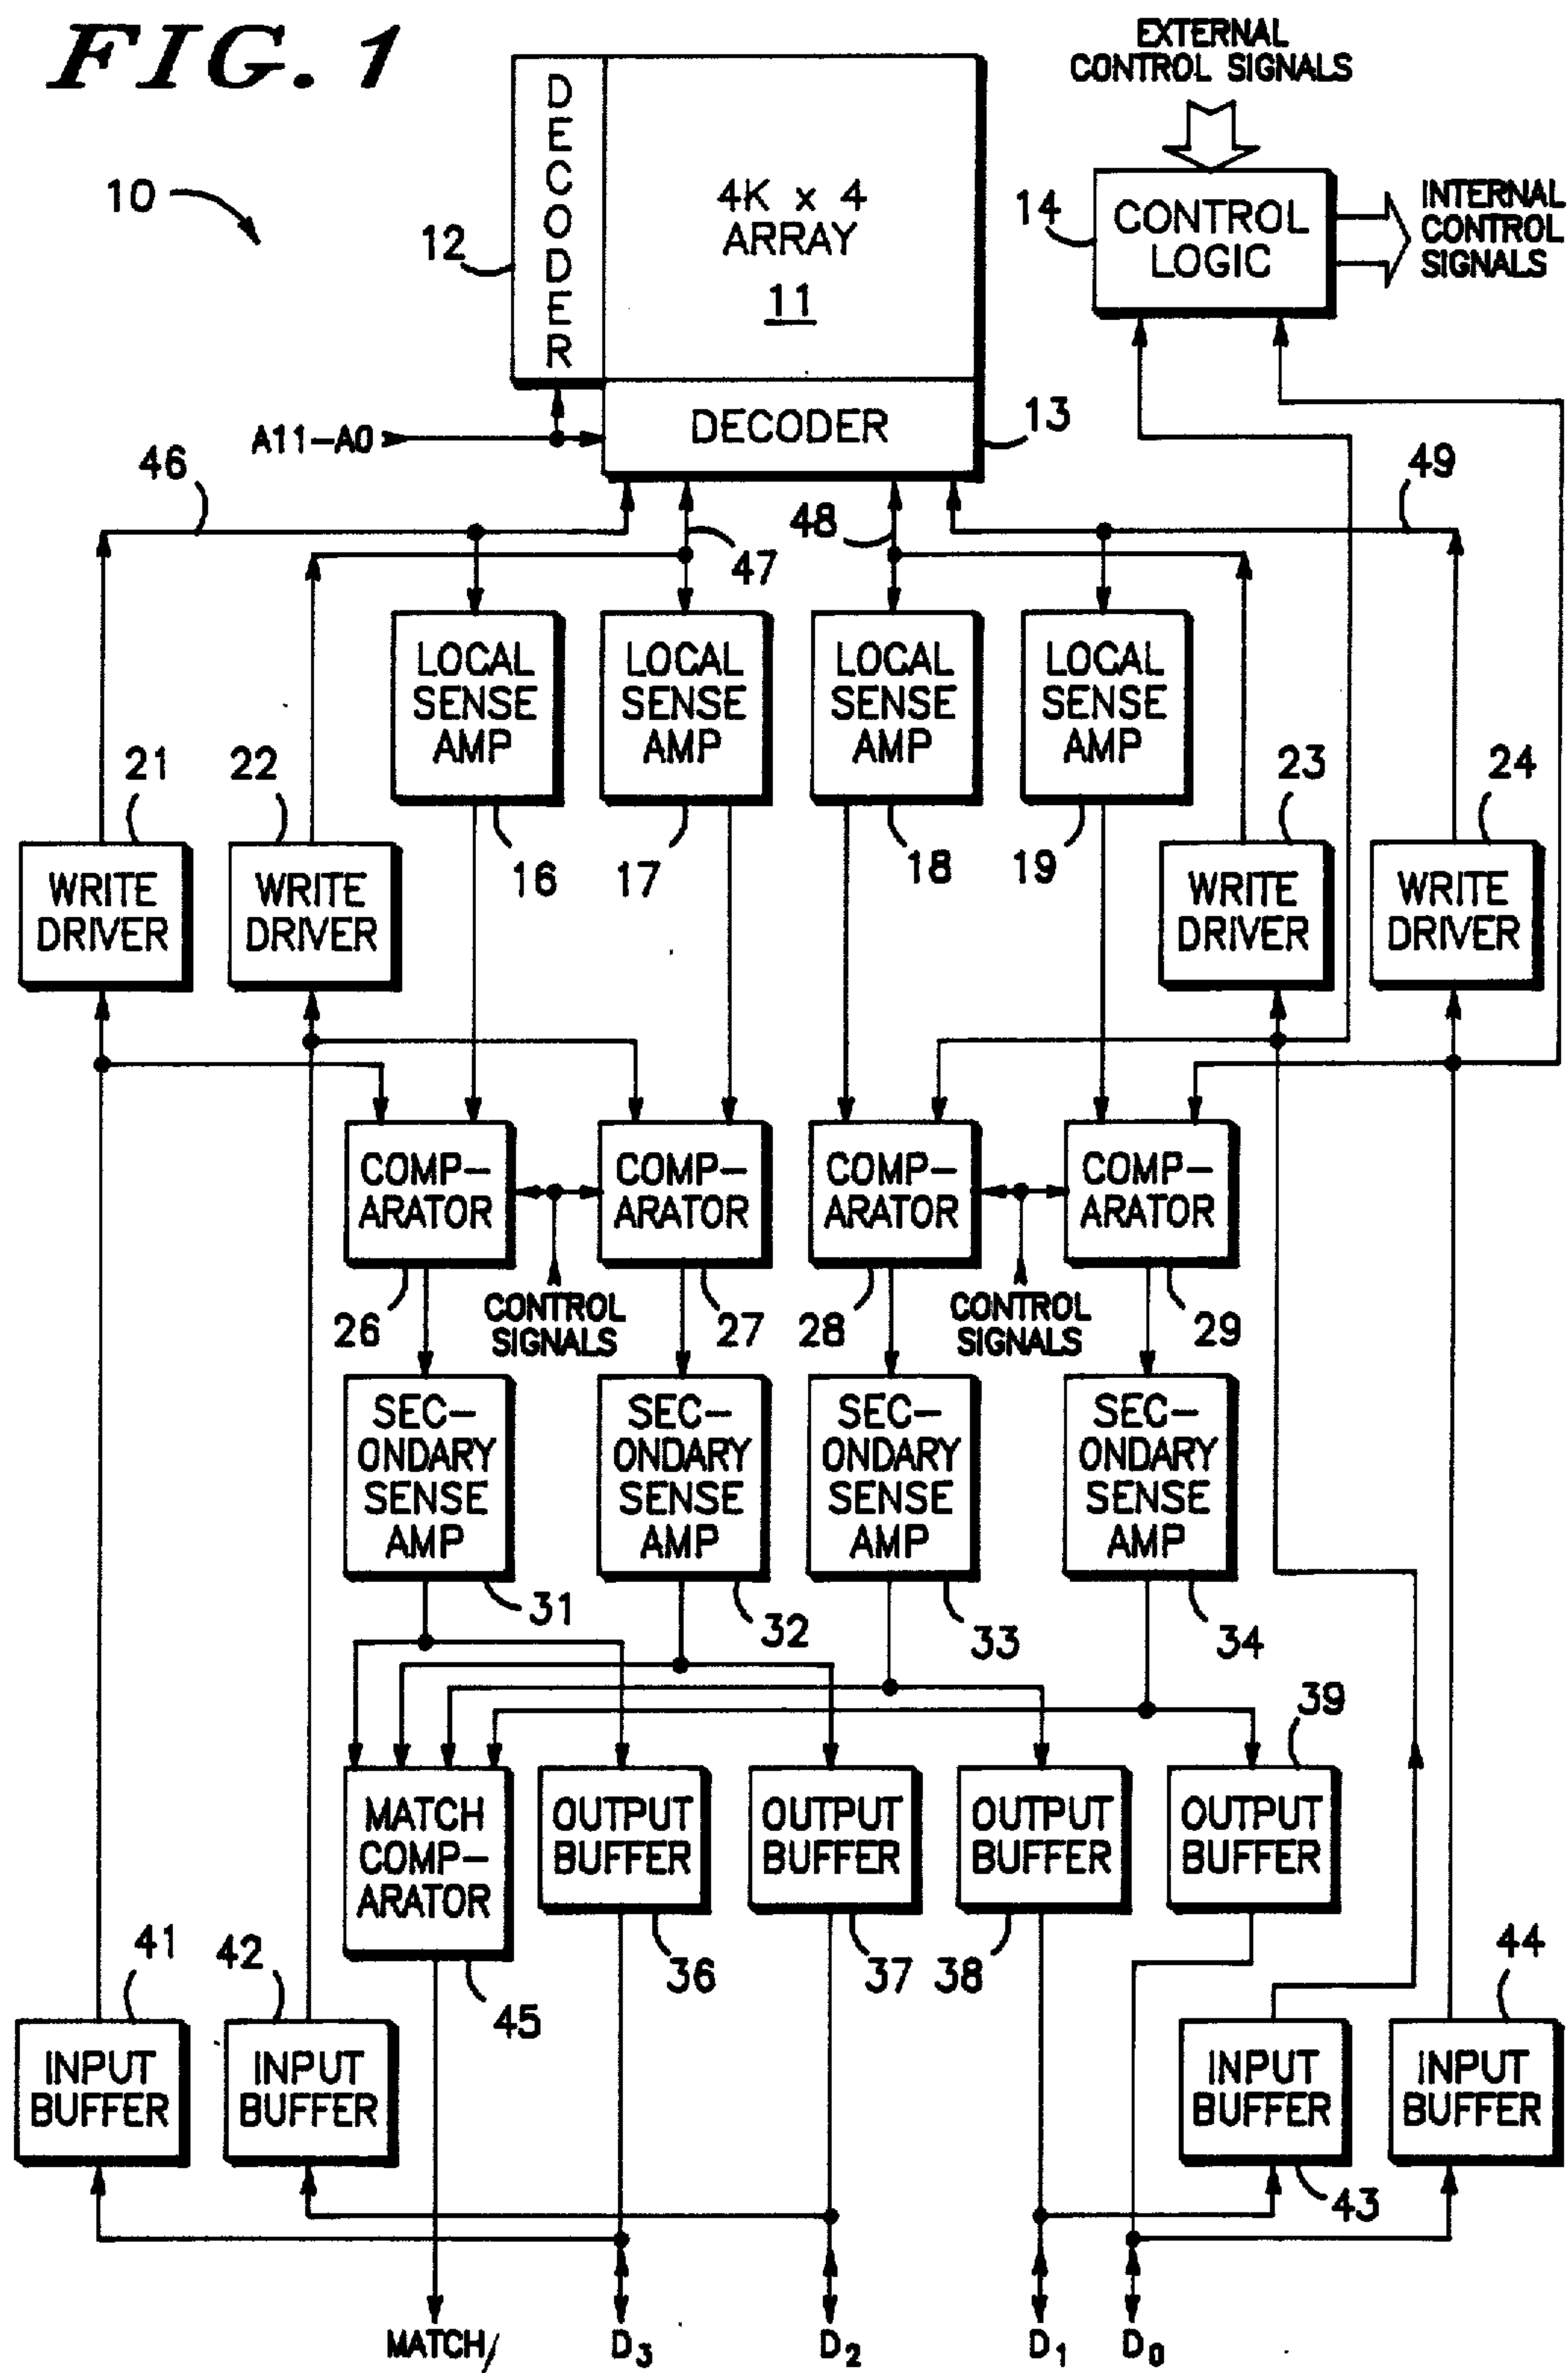 FIG. 1
EXTERNAL
CONTROL SIGNALS
10
12
DECODER
4K x 4
ARRAY
11
14
CONTROL
LOGIC
INTERNAL
CONTROL
SIGNALS
A11-A0
DECODER
13
46
47
48
49
LOCAL
SENSE
AMP
LOCAL
SENSE
AMP
LOCAL
SENSE
AMP
LOCAL
SENSE
AMP
21
22
23
24
16
17
18
19
WRITE
DRIVER
WRITE
DRIVER
WRITE
DRIVER
WRITE
DRIVER
COMP-
ARATOR
COMP-
ARATOR
COMP-
ARATOR
COMP-
ARATOR
26
CONTROL
SIGNALS
27
28
CONTROL
SIGNALS
29
SEC-
ONDARY
SENSE
AMP
SEC-
ONDARY
SENSE
AMP
SEC-
ONDARY
SENSE
AMP
SEC-
ONDARY
SENSE
AMP
31
32
33
34
39
MATCH
COMP-
ARATOR
OUTPUT
BUFFER
OUTPUT
BUFFER
OUTPUT
BUFFER
OUTPUT
BUFFER
41
42
45
36
37
38
44
INPUT
BUFFER
INPUT
BUFFER
INPUT
BUFFER
INPUT
BUFFER
43
MATCH/
D3
D2
D1
D0